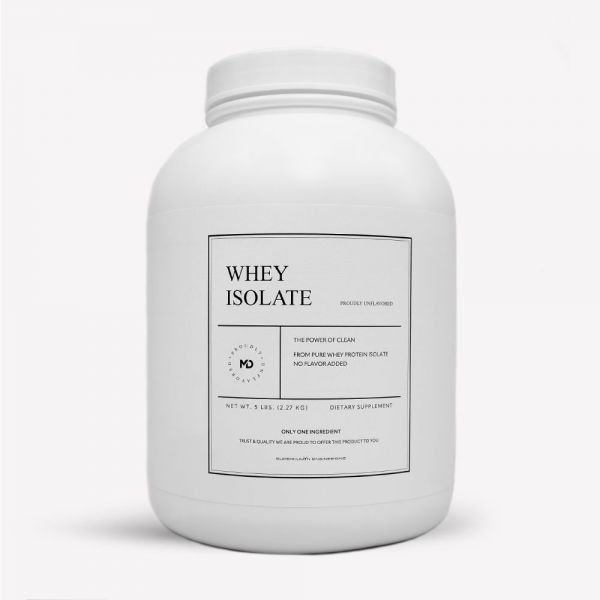 WHEY
ISOLATE
PROUDLY UNFLAVORED
THE POWER OF CLEAN
FROM PURE WHEY PROTEIN ISOLATE
NO FLAVOR ADDED
PROUDLY • UNFLAVORED •
MD
NET WT. 5 LBS. (2.27 KG)
DIETARY SUPPLEMENT
ONLY ONE INGREDIENT
TRUST & QUALITY WE ARE PROUD TO OFFER THIS PRODUCT TO YOU